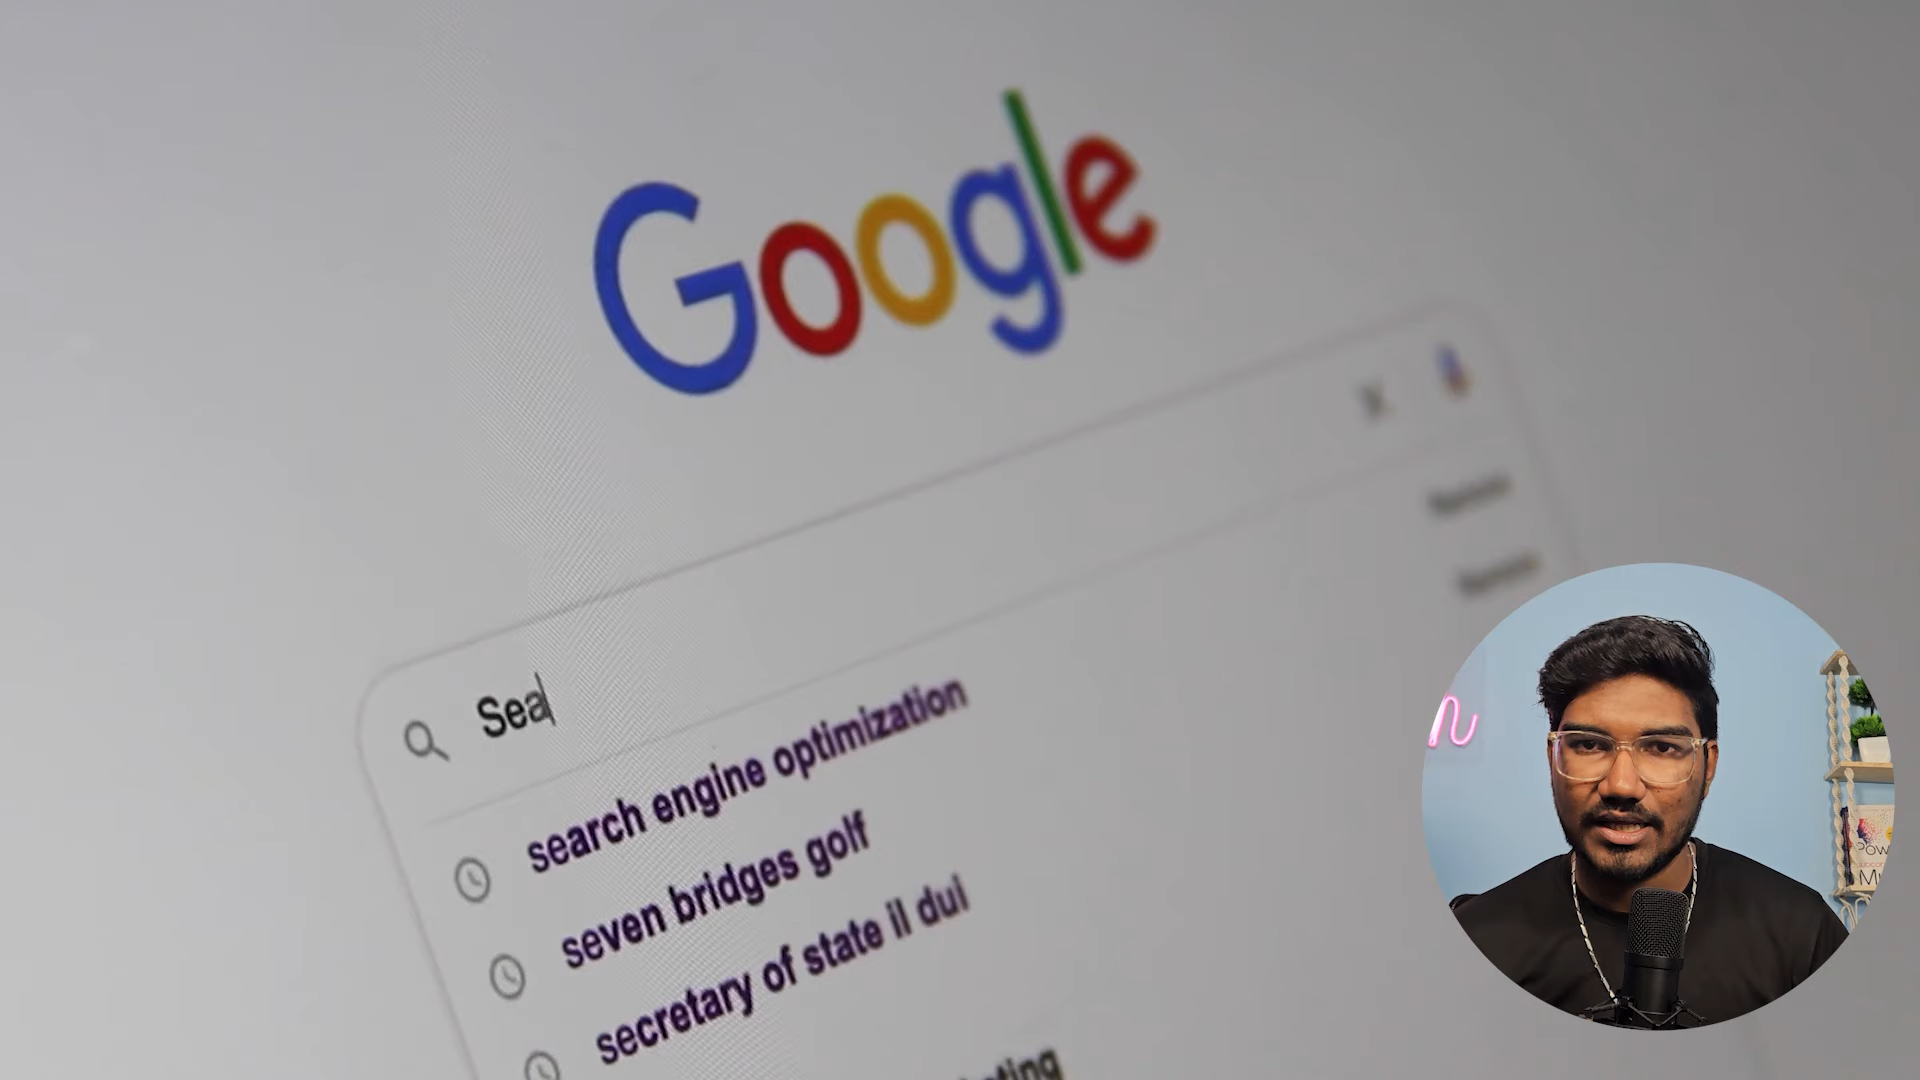 Google
Sea
search engine optimization
seven bridges golf
secretary of state il dui